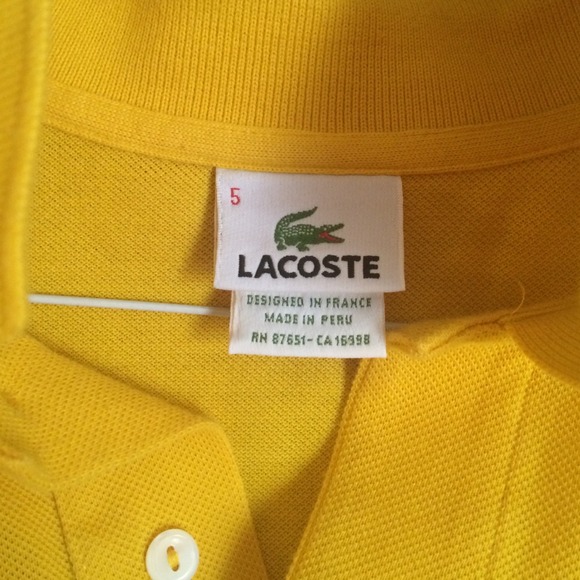 5
LACOSTE
DESIGNED IN FRANCE
MADE IN PERU
RN 87651-CA 16998